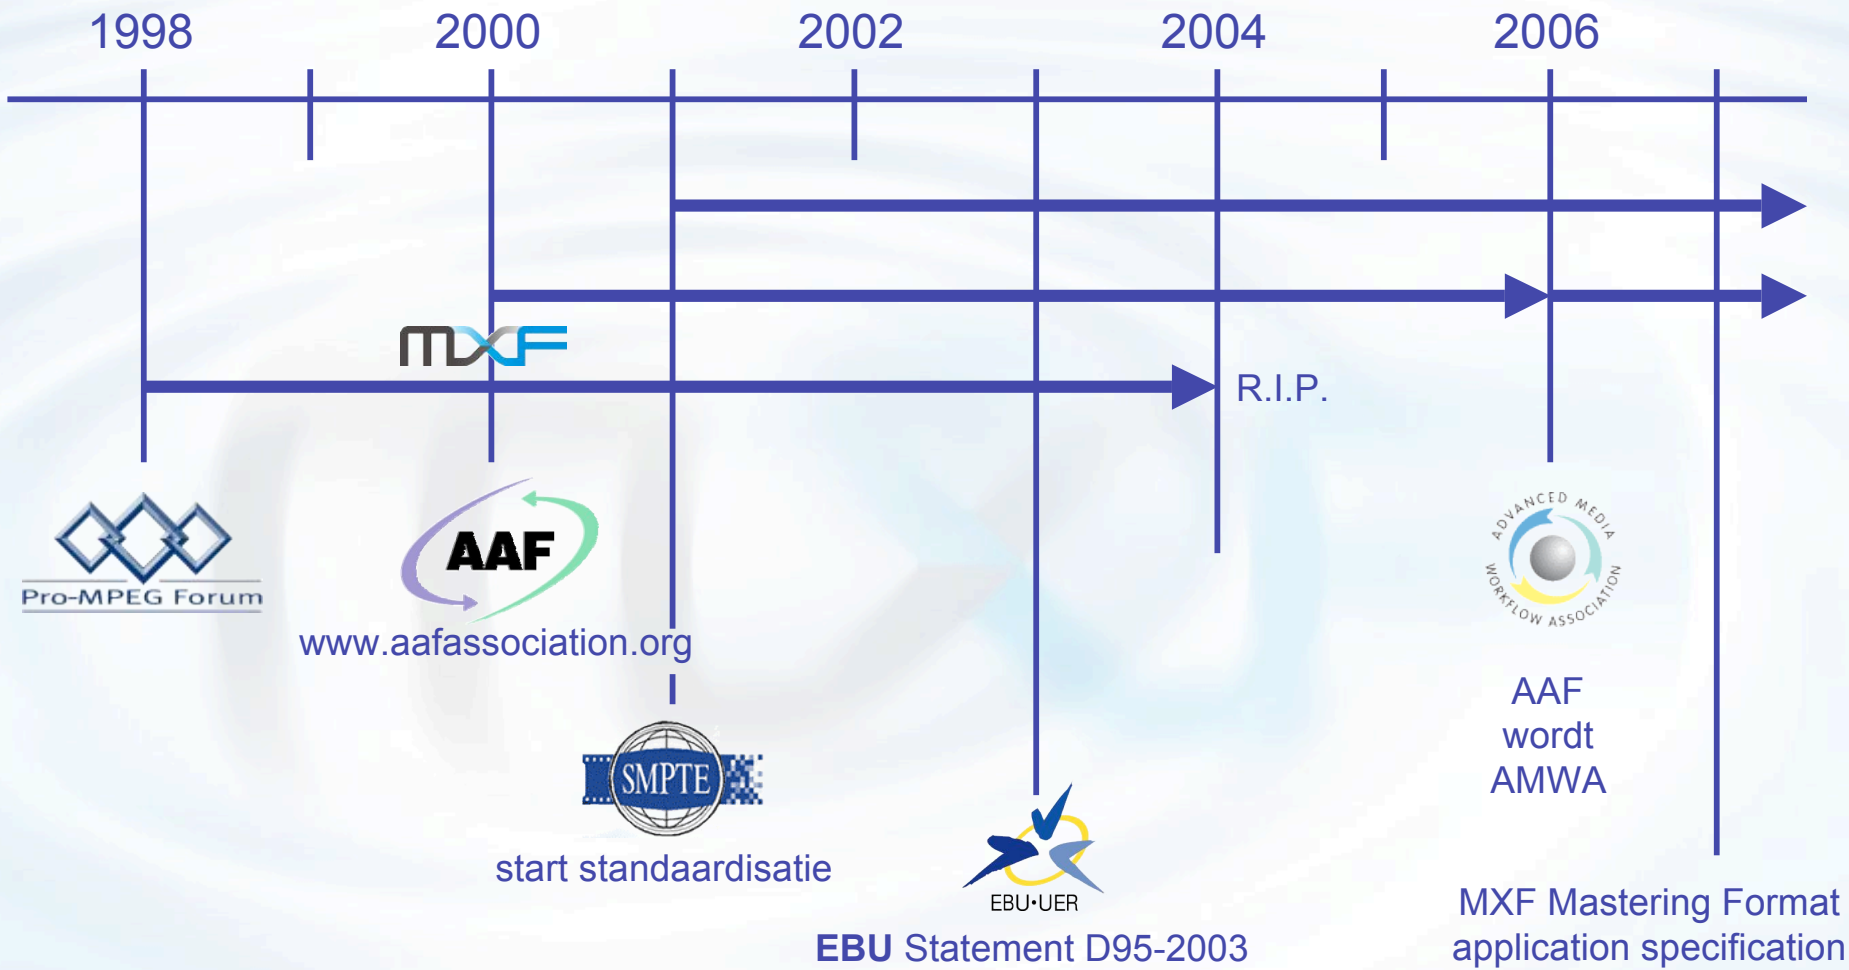 1998
2000
2002
2004
2006
MXF
R.I.P.
Pro-MPEG Forum
AAF
www.aafassociation.org
SMPTE
start standaardisatie
EBU•UER
EBU Statement D95-2003
ADVANCED MEDIA
WORKFLOW ASSOCIATION
AAF
wordt
AMWA
MXF Mastering Format
application specification